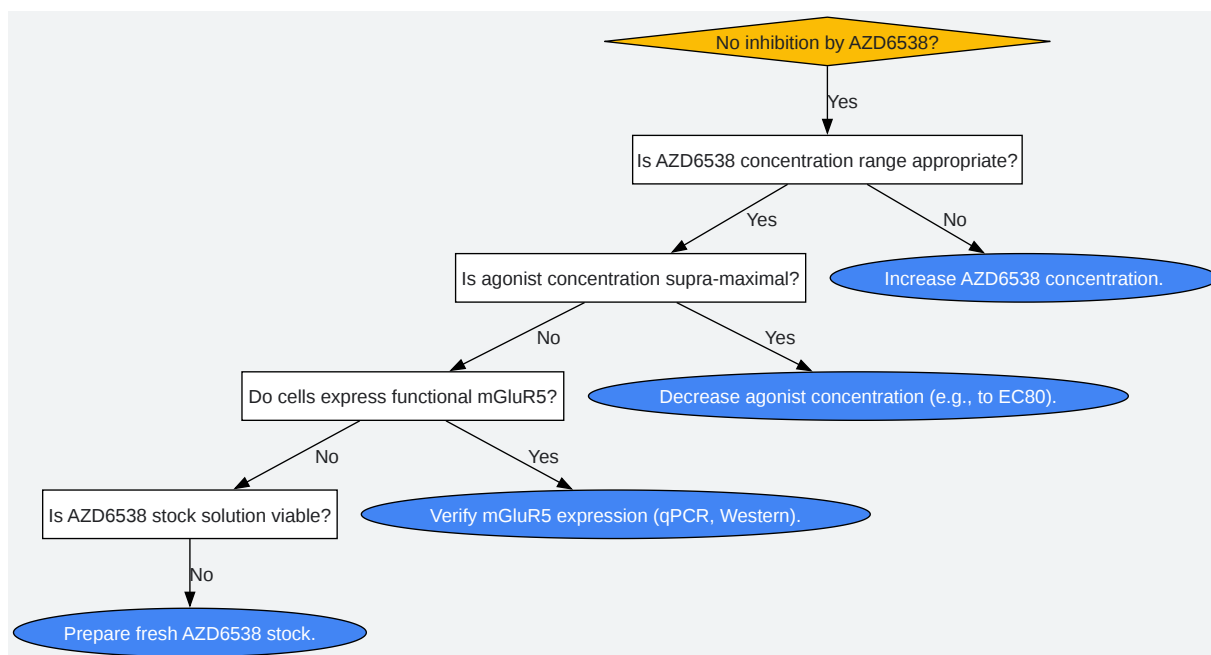 No inhibition by AZD6538?
Yes
Is AZD6538 concentration range appropriate?
Yes
No
Is agonist concentration supra-maximal?
Increase AZD6538 concentration.
No
Yes
Do cells express functional mGluR5?
Decrease agonist concentration (e.g., to EC80).
No
Yes
Is AZD6538 stock solution viable?
Verify mGluR5 expression (qPCR, Western).
No
Prepare fresh AZD6538 stock.